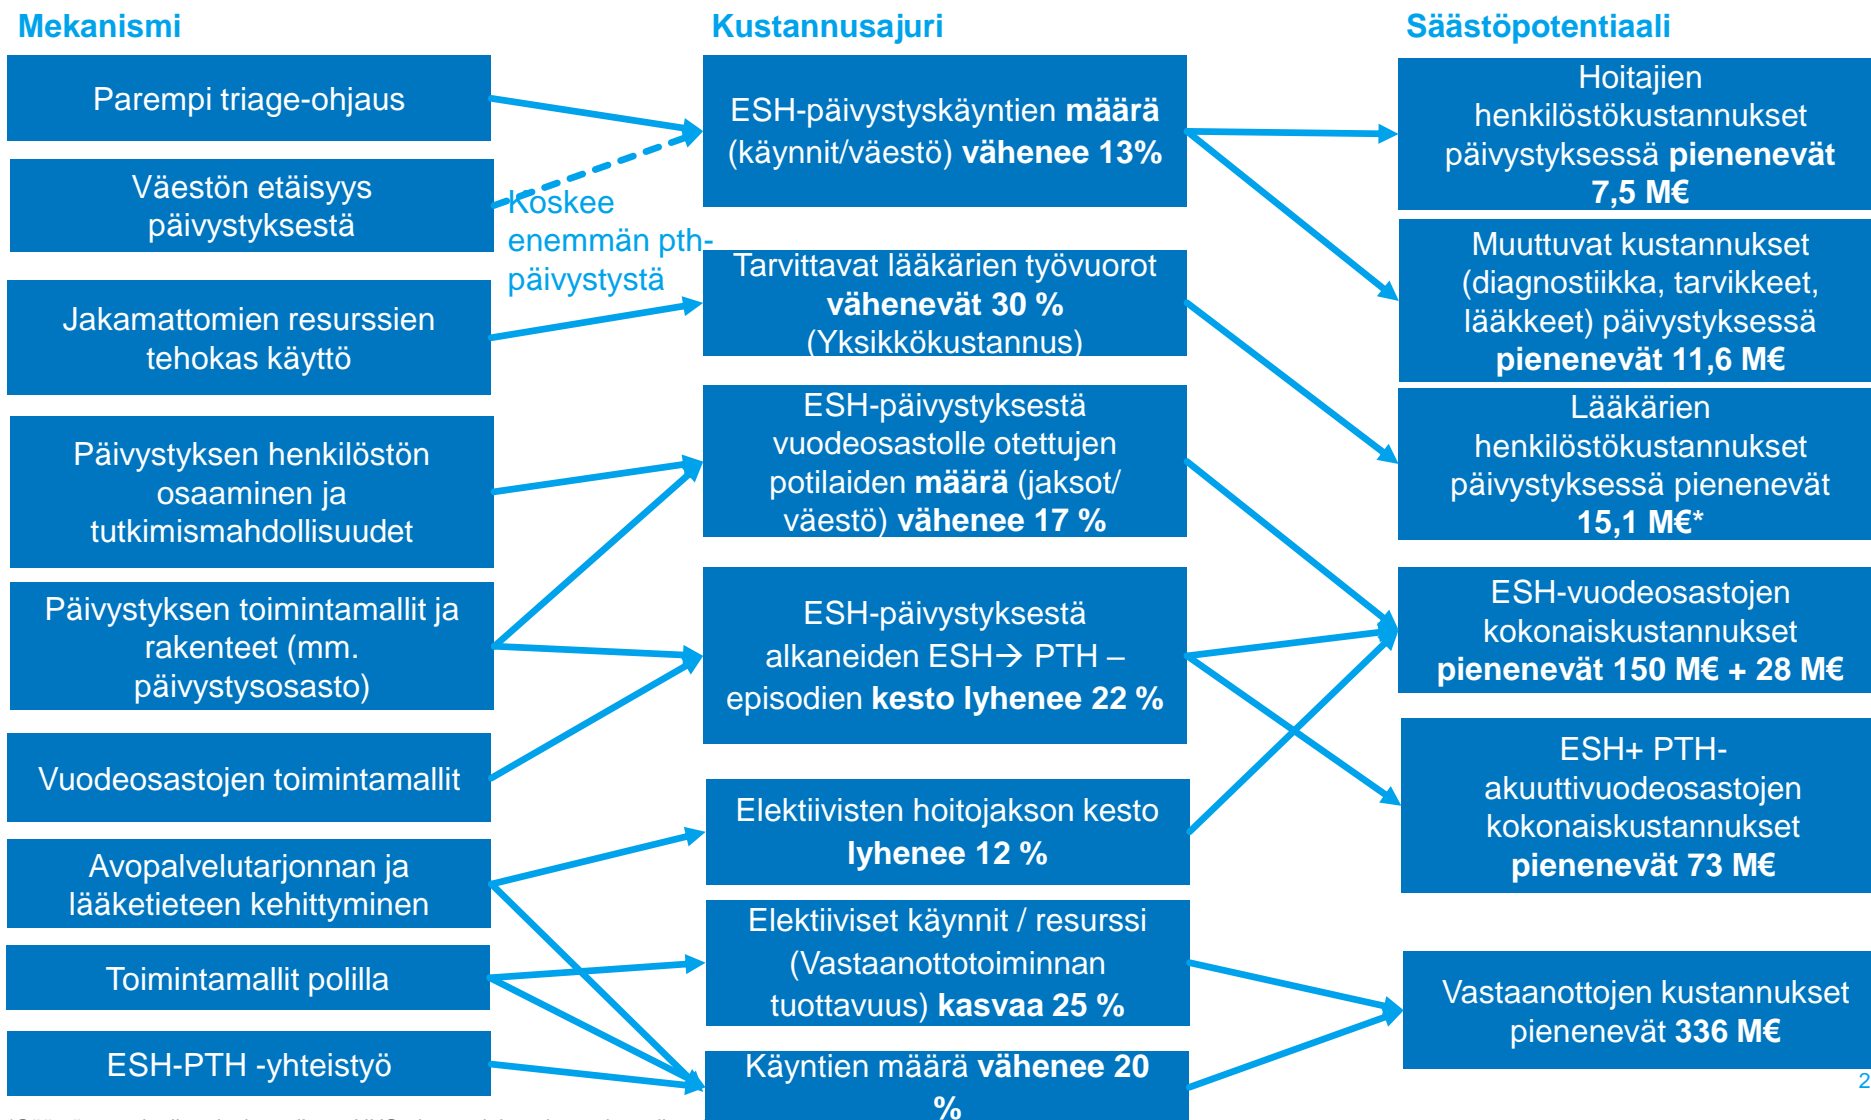 Mekanismi
Parempi triage-ohjaus
Väestön etäisyys
päivystyksestä
Jakamattomien resurssien
tehokas käyttö
Päivystyksen henkilöstön
osaaminen ja
tutkimismahdollisuudet
Päivystyksen toimintamallit ja
rakenteet (mm.
päivystysosasto)
Vuodeosastojen toimintamallit
Avopalvelutarjonnan ja
lääketieteen kehittyminen
Toimintamallit polilla
ESH-PTH -yhteistyö
Koskee
enemmän pth-
päivystystä
Kustannusajuri
ESH-päivystyskäyntien määrä
(käynnit/väestö) vähenee 13%
Tarvittavat lääkärien työvuorot
vähenevät 30 %
(Yksikkökustannus)
ESH-päivystyksestä
vuodeosastolle otettujen
potilaiden määrä (jaksot/
väestö) vähenee 17 %
ESH-päivystyksestä
alkaneiden ESH→ PTH –
episodien kesto lyhenee 22 %
Elektiivisten hoitojakson kesto
lyhenee 12 %
Elektiiviset käynnit / resurssi
(Vastaanottotoiminnan
tuottavuus) kasvaa 25 %
Käyntien määrä vähenee 20
%
Säästöpotentiaali
Hoitajien
henkilöstökustannukset
päivystyksessä pienenevät
7,5 M€
Muuttuvat kustannukset
(diagnostiikka, tarvikkeet,
lääkkeet) päivystyksessä
pienenevät 11,6 M€
Lääkärien
henkilöstökustannukset
päivystyksessä pienenevät
15,1 M€*
ESH-vuodeosastojen
kokonaiskustannukset
pienenevät 150 M€ + 28 M€
ESH+ PTH-
akuuttivuodeosastojen
kokonaiskustannukset
pienenevät 73 M€
Vastaanottojen kustannukset
pienenevät 336 M€
2